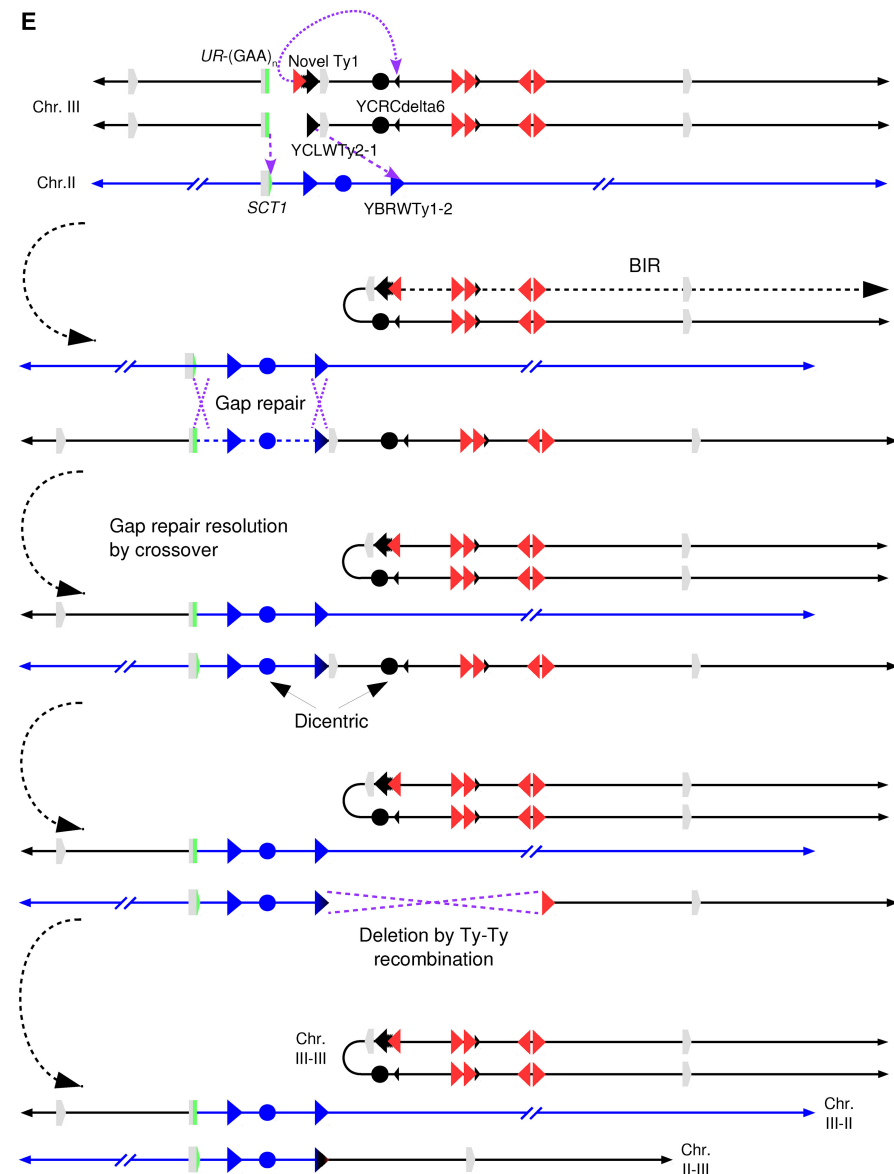 E
UR-(GAA)n Novel Ty1
Chr. III
YCRCdelta6
YCLWTy2-1
Chr.II
SCT1
YBRWTy1-2
BIR
Gap repair
Gap repair resolution
by crossover
Dicentric
Deletion by Ty-Ty
recombination
Chr.
III-III
Chr.
III-II
Chr.
II-III